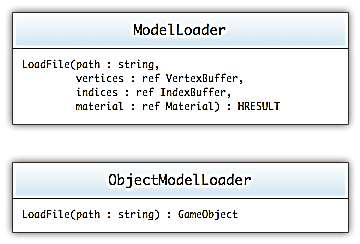 ModelLoader
LoadFile(path : string,
vertices : ref VertexBuffer,
indices : ref IndexBuffer,
material : ref Material) : HRESULT
ObjectModelLoader
LoadFile(path : string) : GameObject